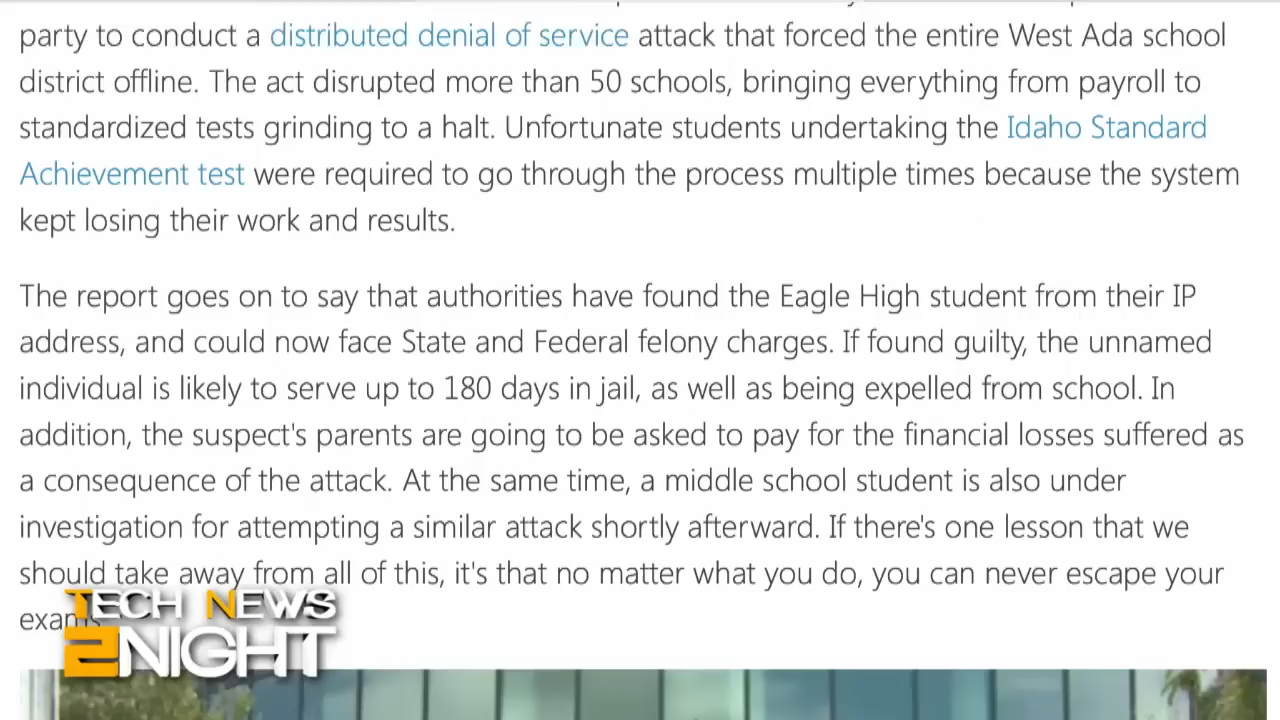 party to conduct a distributed denial of service attack that forced the entire West Ada school
district offline. The act disrupted more than 50 schools, bringing everything from payroll to
standardized tests grinding to a halt. Unfortunate students undertaking the Idaho Standard
Achievement test were required to go through the process multiple times because the system
kept losing their work and results.
The report goes on to say that authorities have found the Eagle High student from their IP
address, and could now face State and Federal felony charges. If found guilty, the unnamed
individual is likely to serve up to 180 days in jail, as well as being expelled from school. In
addition, the suspect's parents are going to be asked to pay for the financial losses suffered as
a consequence of the attack. At the same time, a middle school student is also under
investigation for attempting a similar attack shortly afterward. If there's one lesson that we
should take away from all of this, it's that no matter what you do, you can never escape your
exams.
TECH NEWS
2NIGHT